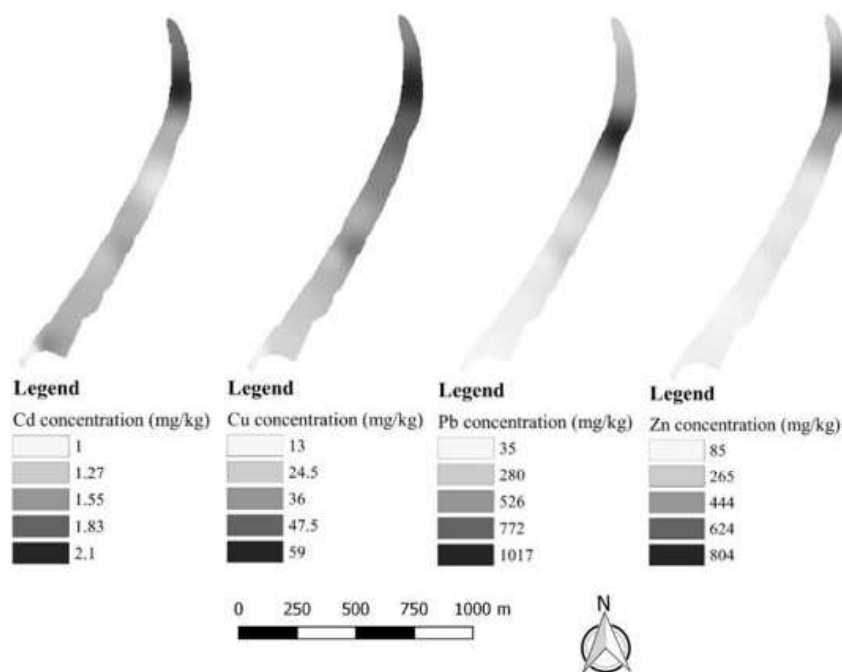 Legend
Cd concentration (mg/kg)
1
1.27
1.55
1.83
2.1
Legend
Cu concentration (mg/kg)
13
24.5
36
47.5
59
Legend
Pb concentration (mg/kg)
35
280
526
772
1017
Legend
Zn concentration (mg/kg)
85
265
444
624
804
0 250 500 750 1000 m
N